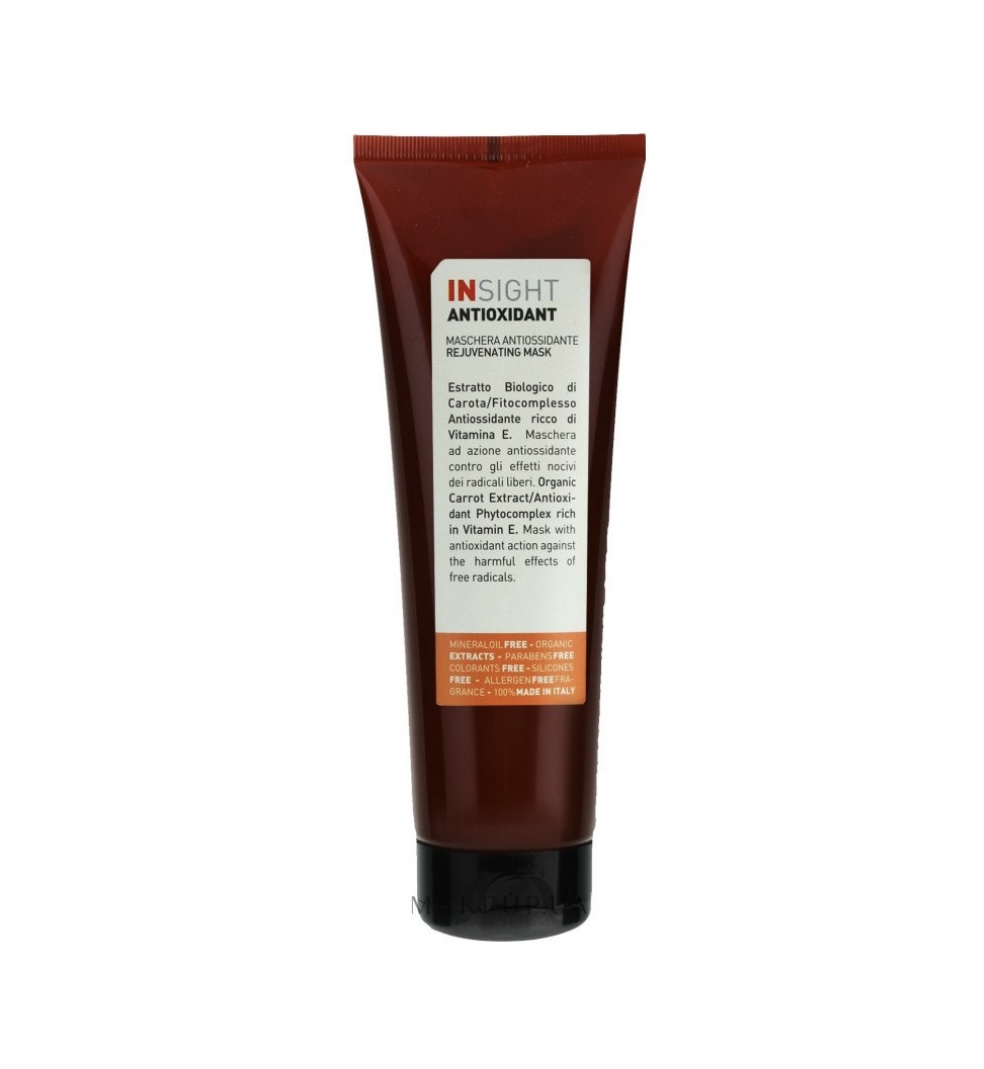 INSIGHT
ANTIOXIDANT
MASCHERA ANTIOSSIDANTE
REJUVENATING MASK
Estratto Biologico di
Carota/Fitocomplesso
Antiossidante ricco di
Vitamina E. Maschera
ad azione antiossidante
contro gli effetti nocivi
dei radicali liberi. Organic
Carrot Extract/Antioxi-
dant Phytocomplex rich
in Vitamin E. Mask with
antioxidant action against
the harmful effects of
free radicals.
MINERALOIL FREE - ORGANIC
EXTRACTS - PARABENS FREE
COLORANTS FREE - SILICONES
FREE - ALLERGEN FREE FRA-
GRANCE - 100% MADE IN ITALY